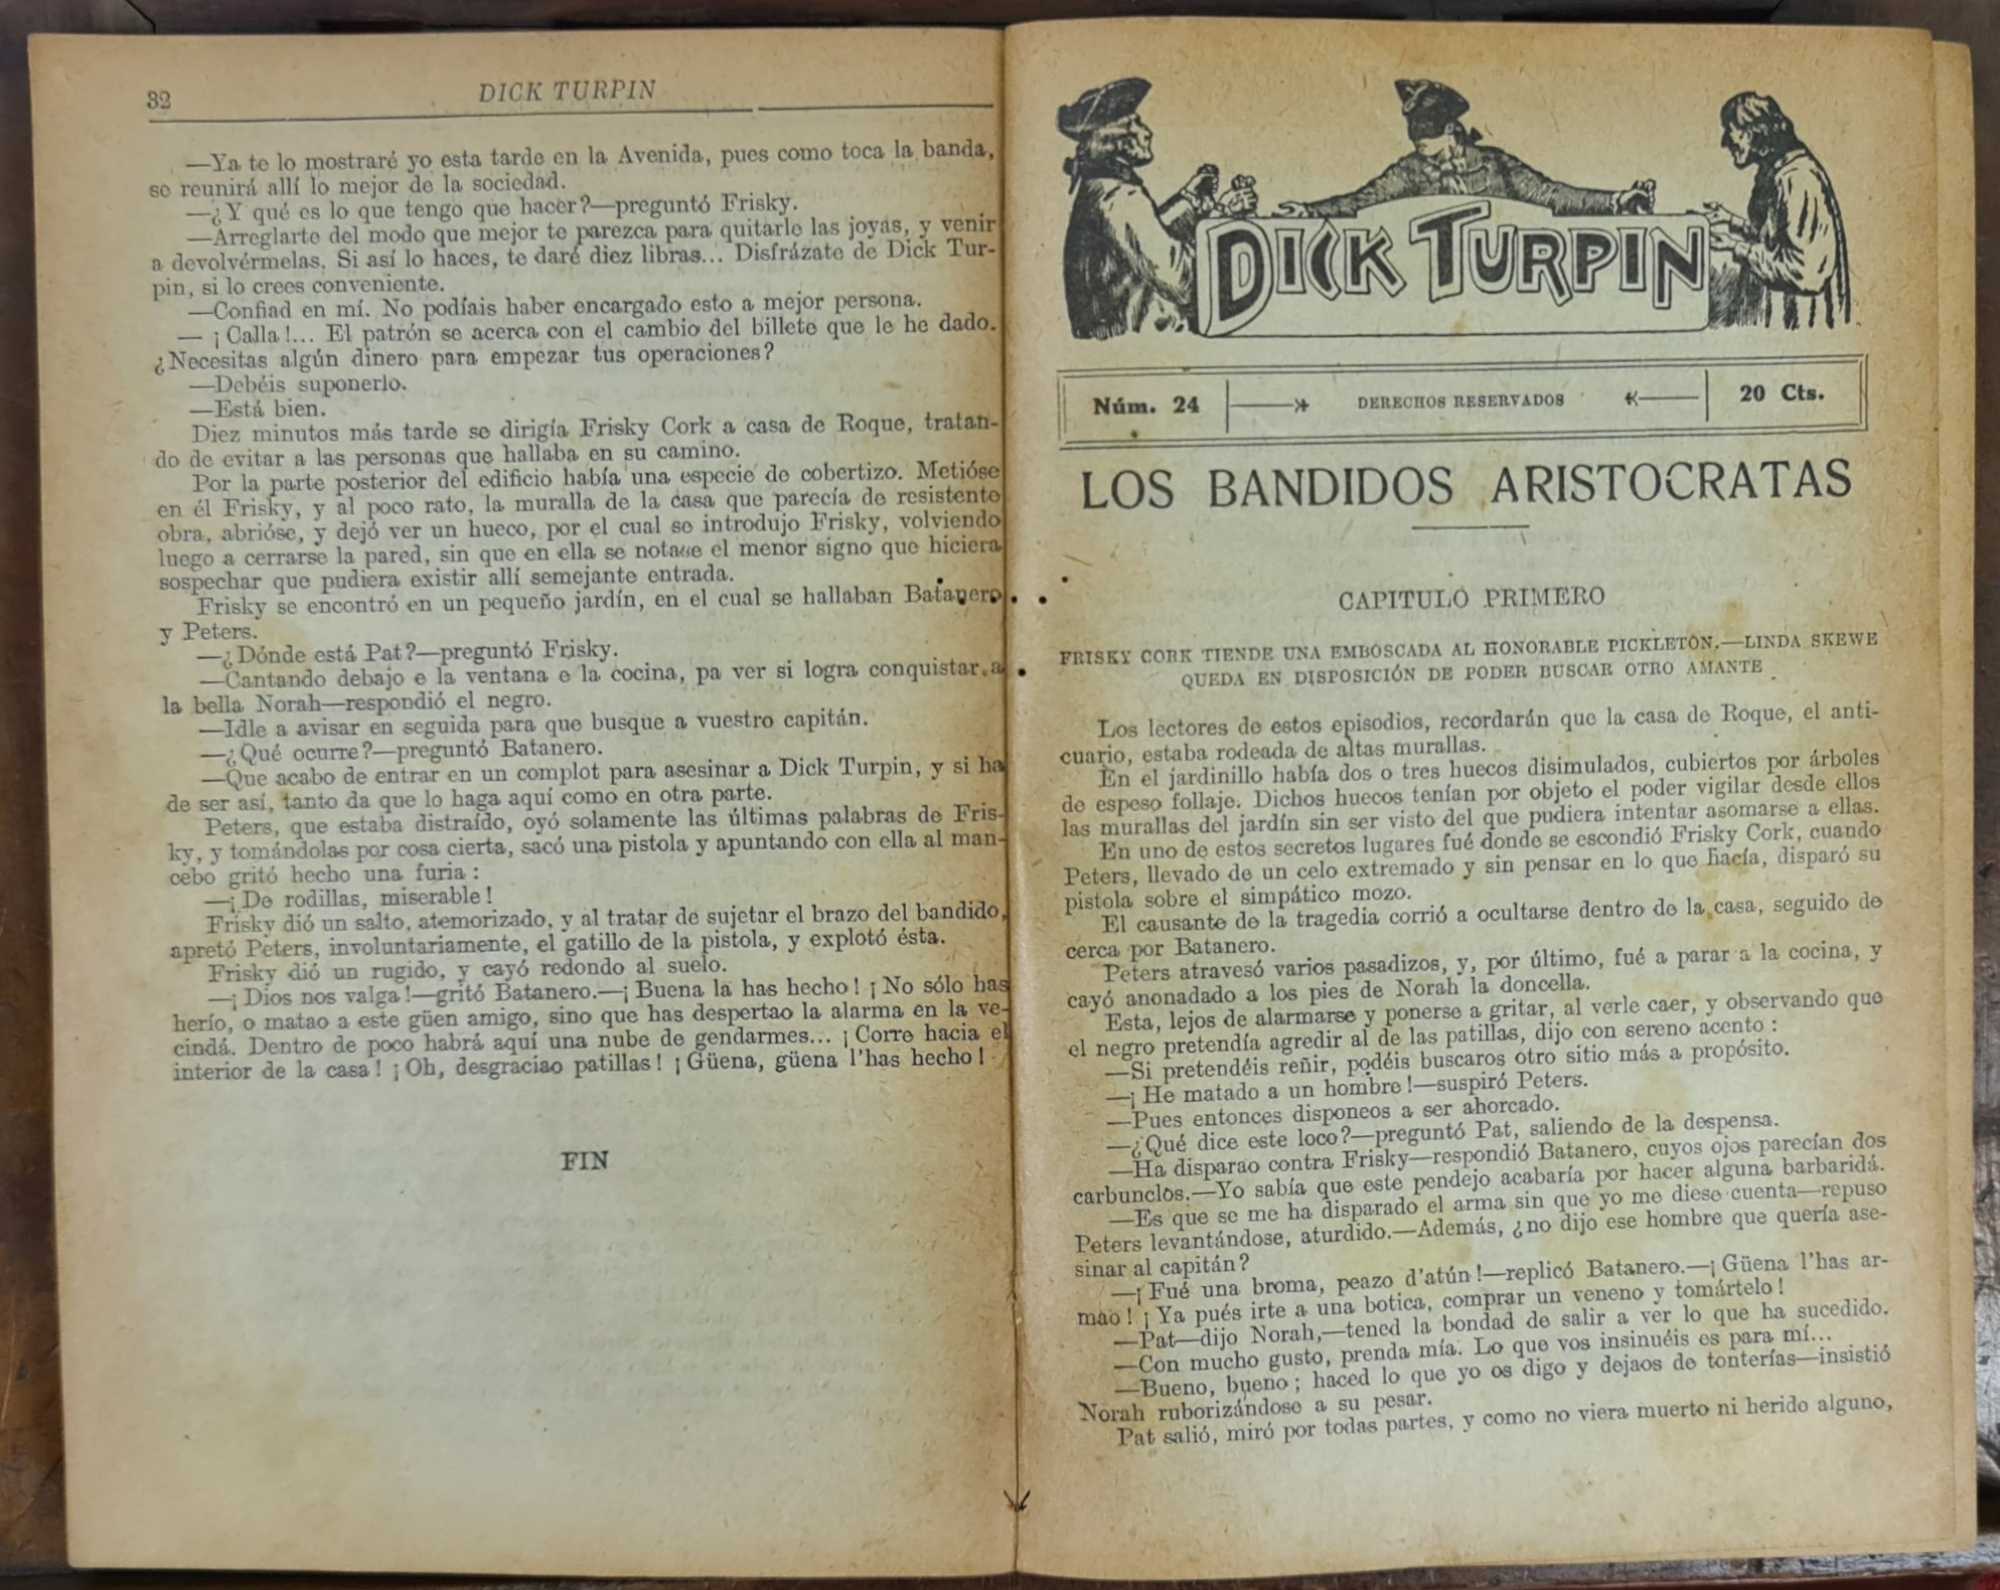 32
DICK TURPIN
—Ya te lo mostraré yo esta tarde en la Avenida, pues como toca la banda,
se reunirá allí lo mejor de la sociedad.
—¿Y qué es lo que tengo que hacer?—preguntó Frisky.
—Arreglarte del modo que mejor te parezca para quitarle las joyas, y venir
a devolvérmelas. Si así lo haces, te daré diez libras... Disfrázate de Dick Tur-
pin, si lo crees conveniente.
—Confiad en mí. No podíais haber encargado esto a mejor persona.
— ¡Calla!... El patrón se acerca con el cambio del billete que le he dado.
¿Necesitas algún dinero para empezar tus operaciones?
—Debéis suponerlo.
—Está bien.
Diez minutos más tarde se dirigía Frisky Cork a casa de Roque, tratan-
do de evitar a las personas que hallaba en su camino.
Por la parte posterior del edificio había una especie de cobertizo. Metióse
en él Frisky, y al poco rato, la muralla de la casa que parecía de resistente
obra, abrióse, y dejó ver un hueco, por el cual se introdujo Frisky, volviendo
luego a cerrarse la pared, sin que en ella se notase el menor signo que hiciera
sospechar que pudiera existir allí semejante entrada.
Frisky se encontró en un pequeño jardín, en el cual se hallaban Batanero
y Peters.
—¿Dónde está Pat?—preguntó Frisky.
—Cantando debajo e la ventana e la cocina, pa ver si logra conquistar a
la bella Norah—respondió el negro.
—Idle a avisar en seguida para que busque a vuestro capitán.
—¿Qué ocurre?—preguntó Batanero.
—Que acabo de entrar en un complot para asesinar a Dick Turpin, y si ha
de ser así, tanto da que lo haga aquí como en otra parte.
Peters, que estaba distraído, oyó solamente las últimas palabras de Fris-
ky, y tomándolas por cosa cierta, sacó una pistola y apuntando con ella al man-
cebo gritó hecho una furia:
—¡De rodillas, miserable!
Frisky dió un salto, atemorizado, y al tratar de sujetar el brazo del bandido,
apretó Peters, involuntariamente, el gatillo de la pistola, y explotó ésta.
Frisky dió un rugido, y cayó redondo al suelo.
—¡Dios nos valga!—gritó Batanero.—¡Buena la has hecho! ¡No sólo has
herío, o matao a este güen amigo, sino que has despertao la alarma en la ve-
cindá. Dentro de poco habrá aquí una nube de gendarmes... ¡Corre hacia el
interior de la casa! ¡Oh, desgraciao patillas! ¡Güena, güena l'has hecho!
FIN
DICK TURPIN
Núm. 24
DERECHOS RESERVADOS
20 Cts.
LOS BANDIDOS ARISTOCRATAS
CAPITULO PRIMERO
FRISKY CORK TIENDE UNA EMBOSCADA AL HONORABLE PICKLETON.—LINDA SKEWE
QUEDA EN DISPOSICIÓN DE PODER BUSCAR OTRO AMANTE
Los lectores de estos episodios, recordarán que la casa de Roque, el anti-
cuario, estaba rodeada de altas murallas.
En el jardinillo había dos o tres huecos disimulados, cubiertos por árboles
de espeso follaje. Dichos huecos tenían por objeto el poder vigilar desde ellos
las murallas del jardín sin ser visto del que pudiera intentar asomarse a ellas.
En uno de estos secretos lugares fué donde se escondió Frisky Cork, cuando
Peters, llevado de un celo extremado y sin pensar en lo que hacía, disparó su
pistola sobre el simpático mozo.
El causante de la tragedia corrió a ocultarse dentro de la casa, seguido de
cerca por Batanero.
Peters atravesó varios pasadizos, y, por último, fué a parar a la cocina, y
cayó anonadado a los pies de Norah la doncella.
Esta, lejos de alarmarse y ponerse a gritar, al verle caer, y observando que
el negro pretendía agredir al de las patillas, dijo con sereno acento:
—Si pretendéis reñir, podéis buscaros otro sitio más a propósito.
—¡He matado a un hombre!—suspiró Peters.
—Pues entonces disponeos a ser ahorcado.
—¿Qué dice este loco?—preguntó Pat, saliendo de la despensa.
—Ha disparao contra Frisky—respondió Batanero, cuyos ojos parecían dos
carbunclos.—Yo sabía que este pendejo acabaría por hacer alguna barbaridá.
—Es que se me ha disparado el arma sin que yo me diese cuenta—repuso
Peters levantándose, aturdido.—Además, ¿no dijo ese hombre que quería ase-
sinar al capitán?
—¡Fué una broma, peazo d'atún!—replicó Batanero.—¡Güena l'has ar-
mao! ¡Ya pués irte a una botica, comprar un veneno y tomártelo!
—Pat—dijo Norah,—tened la bondad de salir a ver lo que ha sucedido.
—Con mucho gusto, prenda mía. Lo que vos insinuéis es para mí...
—Bueno, bueno; haced lo que yo os digo y dejaos de tonterías—insistió
Norah ruborizándose a su pesar.
Pat salió, miró por todas partes, y como no viera muerto ni herido alguno,